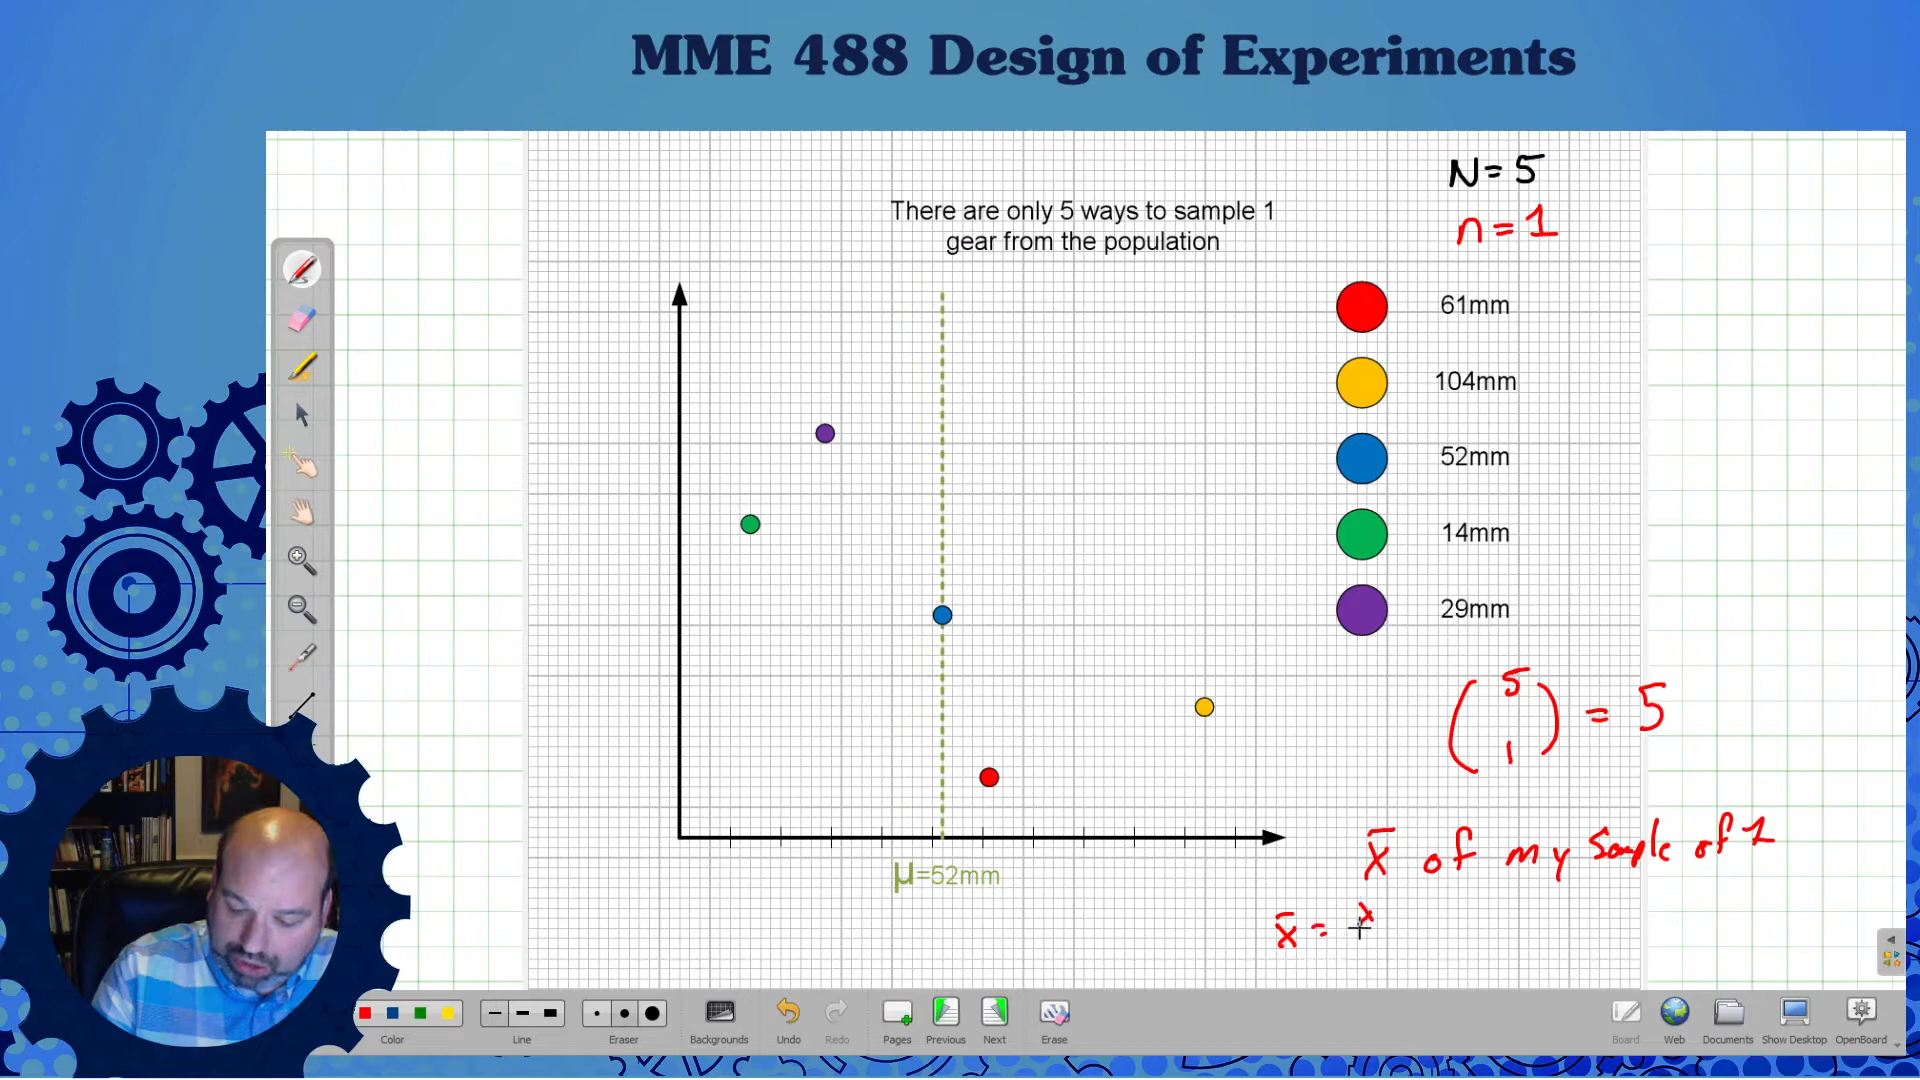 MME 488 Design of Experiments
There are only 5 ways to sample 1
gear from the population
N = 5
n = 1
61mm
104mm
52mm
14mm
29mm
(5 1) = 5
x̄ of my sample of 1
μ=52mm
x̄ = x
Color
Line
Eraser
Backgrounds
Undo
Redo
Pages
Previous
Next
Erase
Board
Web
Documents
Show Desktop
OpenBoard